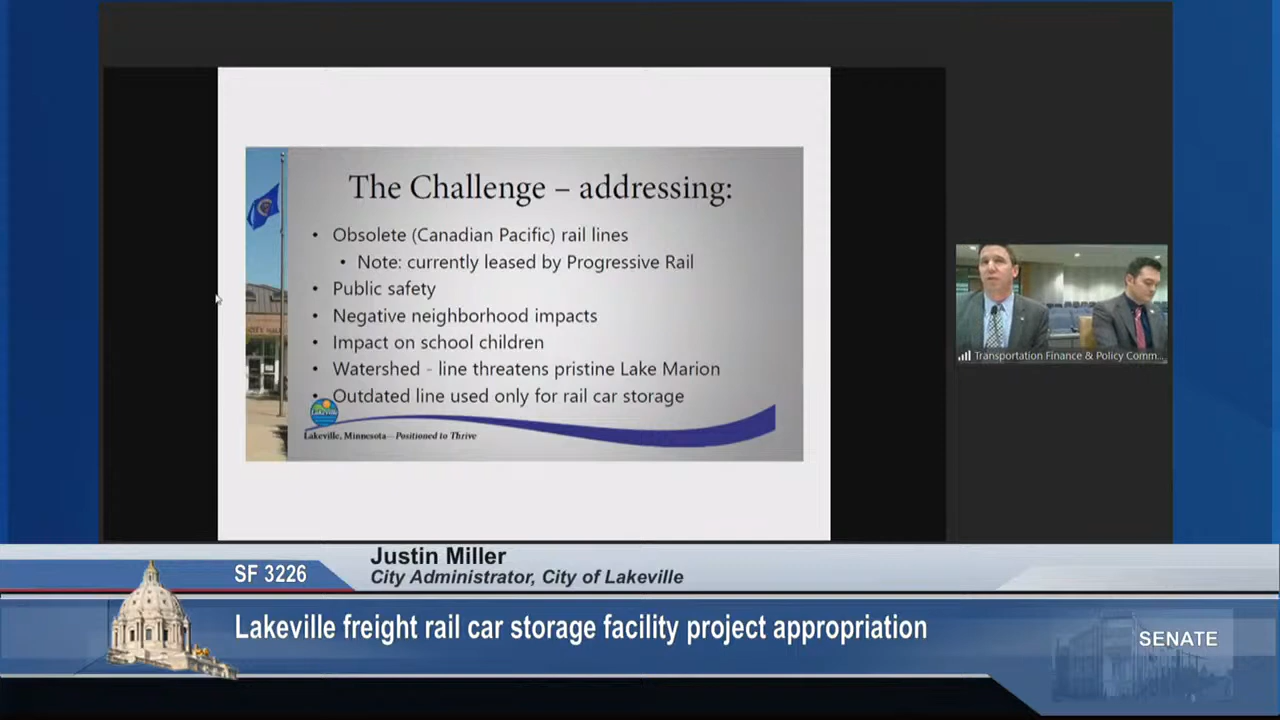 The Challenge – addressing:
• Obsolete (Canadian Pacific) rail lines
• Note: currently leased by Progressive Rail
• Public safety
• Negative neighborhood impacts
• Impact on school children
• Watershed - line threatens pristine Lake Marion
• Outdated line used only for rail car storage
Lakeville
Lakeville, Minnesota—Positioned to Thrive
CITY HALL
Transportation Finance & Policy Comm...
Justin Miller
SF 3226
City Administrator, City of Lakeville
Lakeville freight rail car storage facility project appropriation
SENATE